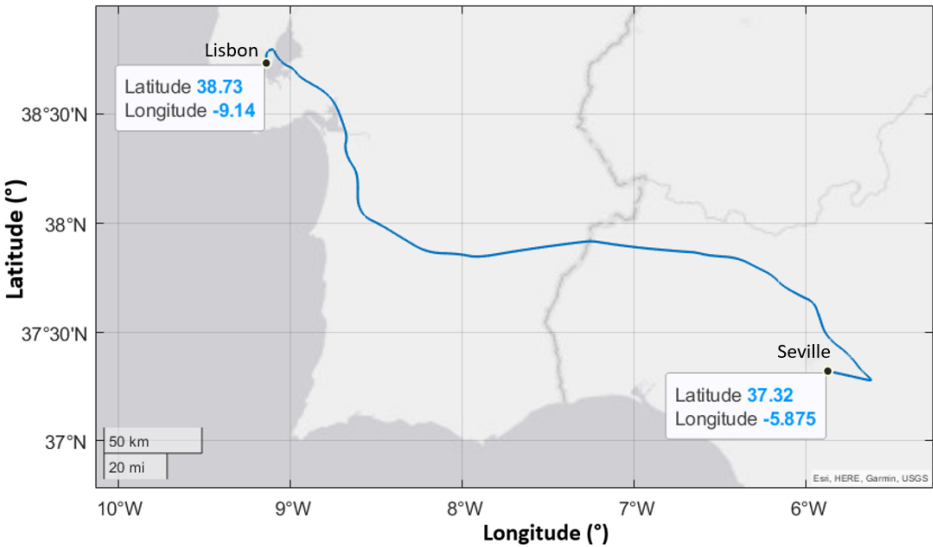 Lisbon
Latitude 38.73
Longitude -9.14
38°30'N
38°N
37°30'N
37°N
Latitude (°)
Seville
Latitude 37.32
Longitude -5.875
50 km
20 mi
Esri, HERE, Garmin, USGS
10°W
9°W
8°W
7°W
6°W
Longitude (°)